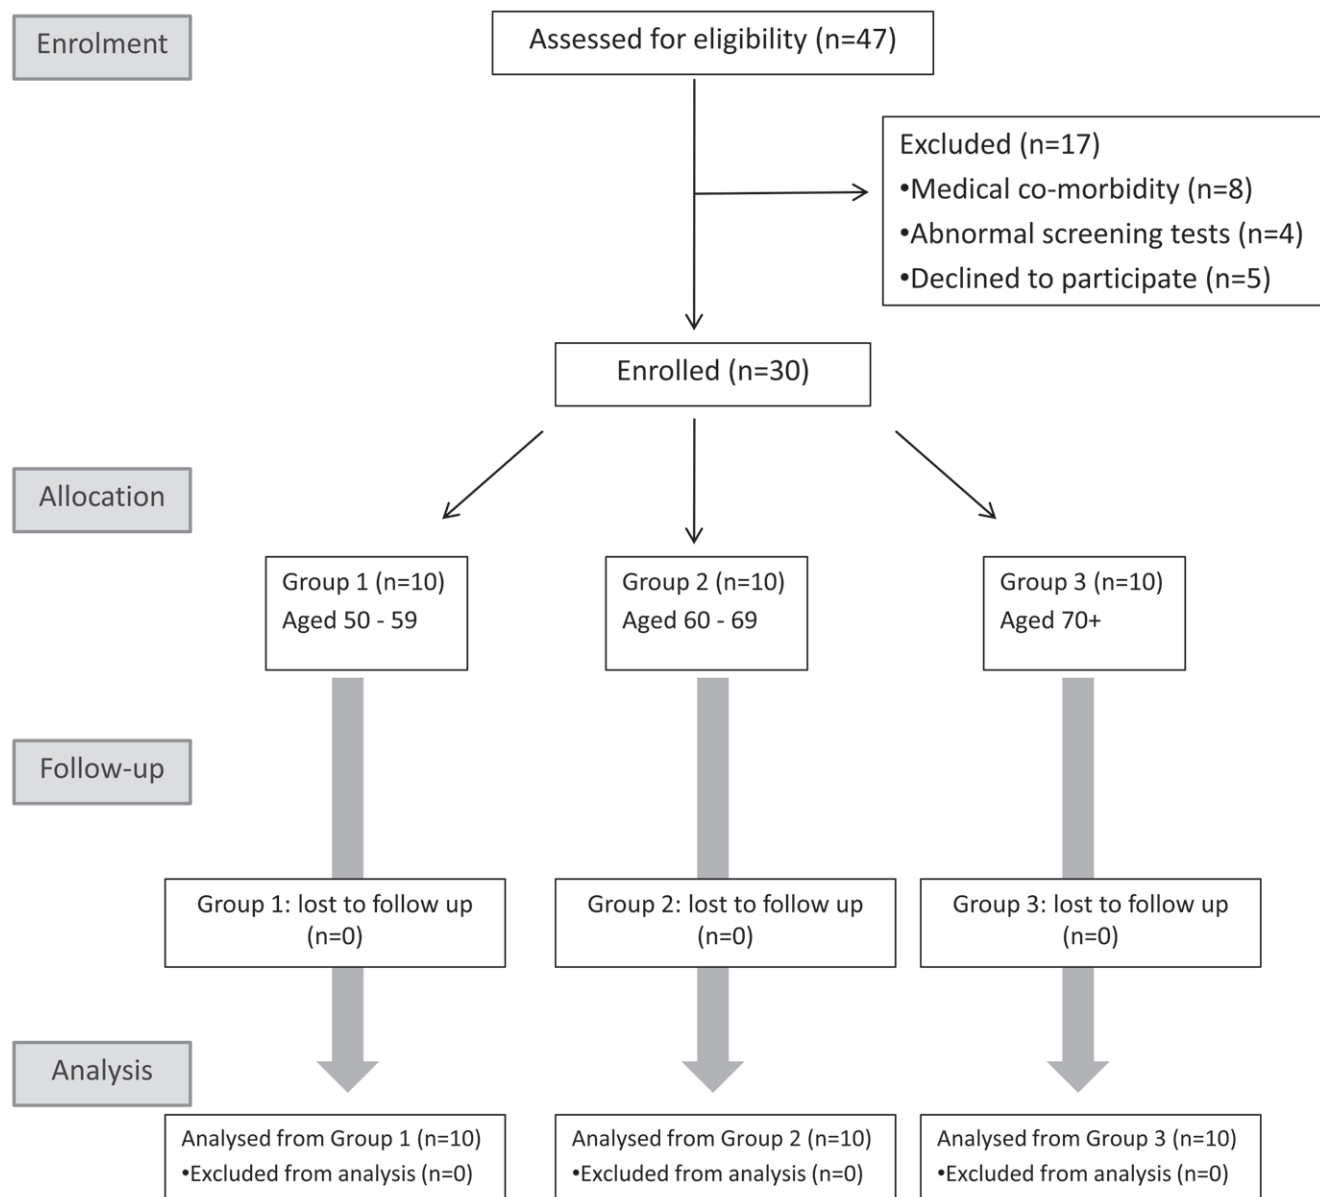 Enrolment
Assessed for eligibility (n=47)
Excluded (n=17)
•Medical co-morbidity (n=8)
•Abnormal screening tests (n=4)
•Declined to participate (n=5)
Enrolled (n=30)
Allocation
Group 1 (n=10)
Aged 50 - 59
Group 2 (n=10)
Aged 60 - 69
Group 3 (n=10)
Aged 70+
Follow-up
Group 1: lost to follow up
(n=0)
Group 2: lost to follow up
(n=0)
Group 3: lost to follow up
(n=0)
Analysis
Analysed from Group 1 (n=10)
•Excluded from analysis (n=0)
Analysed from Group 2 (n=10)
•Excluded from analysis (n=0)
Analysed from Group 3 (n=10)
•Excluded from analysis (n=0)